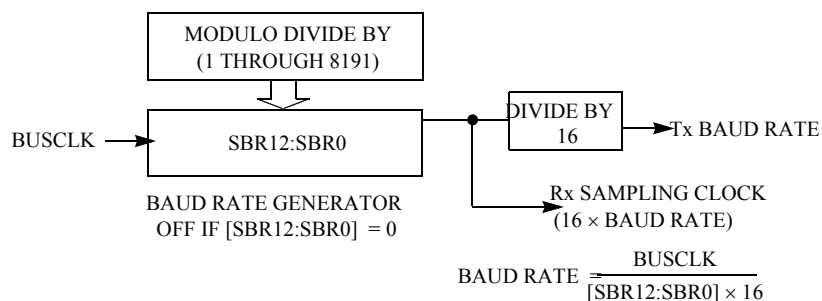 MODULO DIVIDE BY
(1 THROUGH 8191)
BUSCLK
SBR12:SBR0
DIVIDE BY
16
Tx BAUD RATE
BAUD RATE GENERATOR
OFF IF [SBR12:SBR0] = 0
Rx SAMPLING CLOCK
(16 × BAUD RATE)
BAUD RATE =
BUSCLK
[SBR12:SBR0] × 16